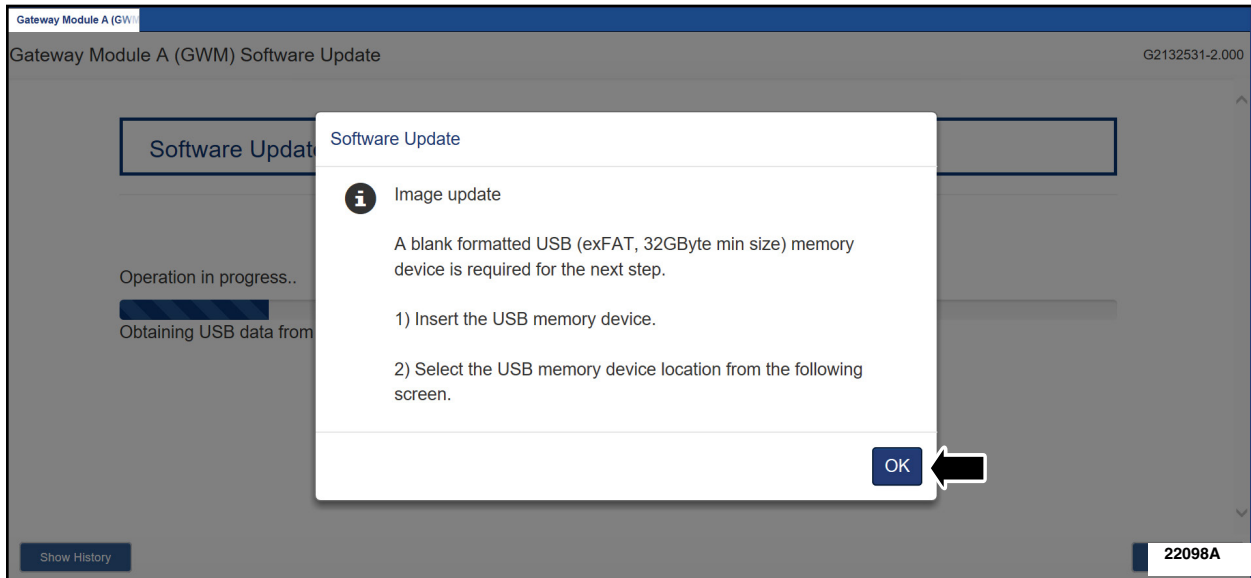 Gateway Module A (GWM
Gateway Module A (GWM) Software Update
G2132531-2.000
Software Updat
Software Update
Image update
A blank formatted USB (exFAT, 32GByte min size) memory
device is required for the next step.
1) Insert the USB memory device.
2) Select the USB memory device location from the following
screen.
Operation in progress..
Obtaining USB data from
OK
Show History
22098A